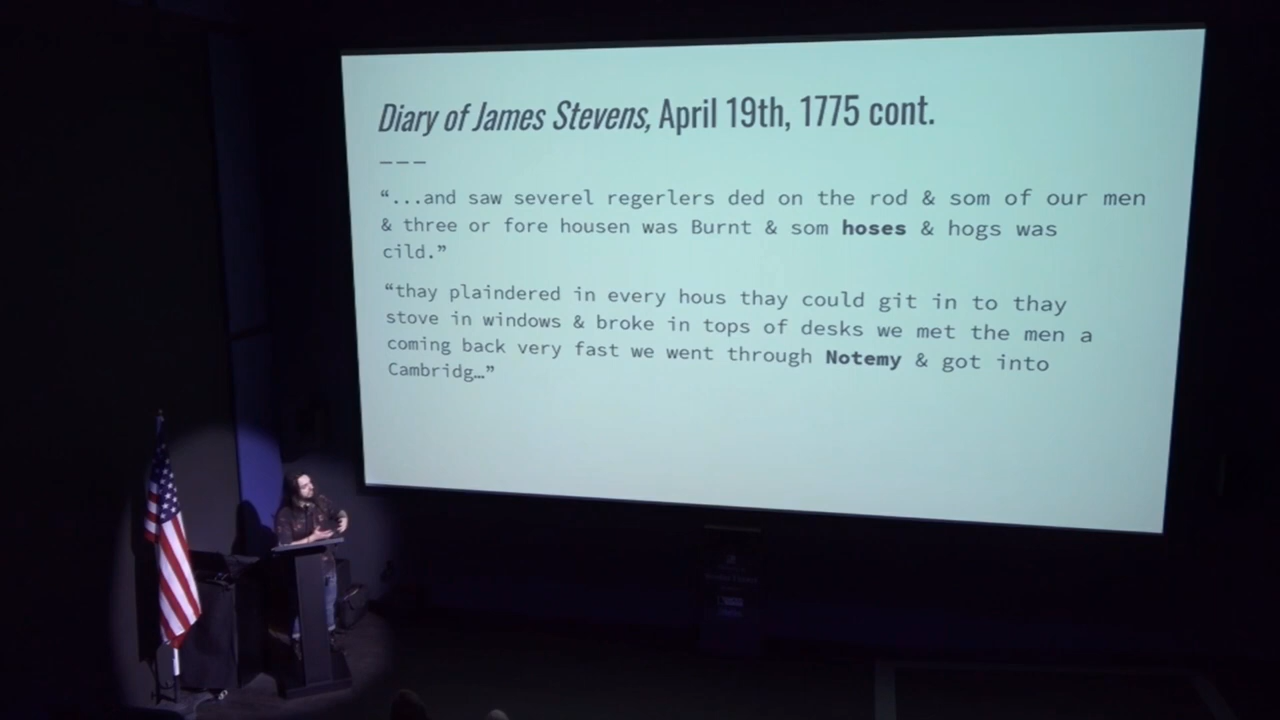 Diary of James Stevens, April 19th, 1775 cont.
“...and saw severel regerlers ded on the rod & som of our men
& three or fore housen was Burnt & som hoses & hogs was
cild.”
“thay plaindered in every hous thay could git in to thay
stove in windows & broke in tops of desks we met the men a
coming back very fast we went through Notemy & got into
Cambridg…”